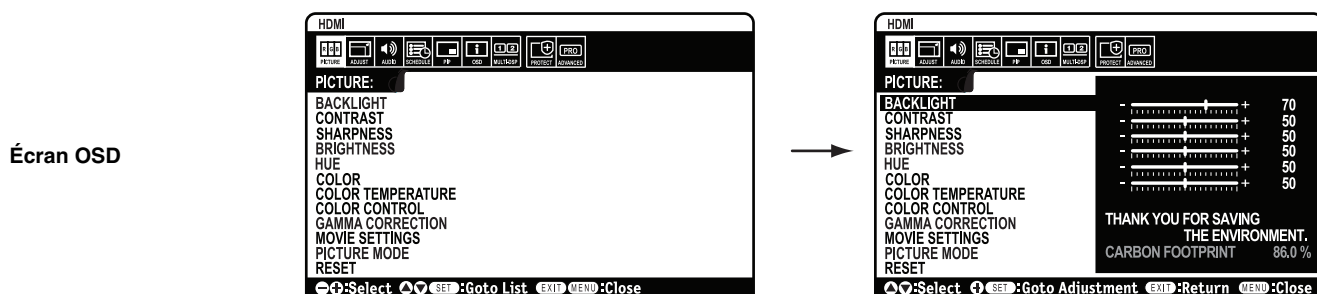 Écran OSD
HDMI
R G B
1 2
PRO
PICTURE ADJUST AUDIO SCHEDULE PIP OSD MULTI-DSP PROTECT ADVANCED
PICTURE:
BACKLIGHT
CONTRAST
SHARPNESS
BRIGHTNESS
HUE
COLOR
COLOR TEMPERATURE
COLOR CONTROL
GAMMA CORRECTION
MOVIE SETTINGS
PICTURE MODE
RESET
:Select SET :Goto List EXIT MENU :Close
HDMI
R G B
1 2
PRO
PICTURE ADJUST AUDIO SCHEDULE PIP OSD MULTI-DSP PROTECT ADVANCED
PICTURE:
BACKLIGHT - + 70
CONTRAST - + 50
SHARPNESS - + 50
BRIGHTNESS - + 50
HUE - + 50
COLOR - + 50
COLOR TEMPERATURE
COLOR CONTROL
GAMMA CORRECTION
MOVIE SETTINGS
PICTURE MODE
RESET
THANK YOU FOR SAVING
THE ENVIRONMENT.
CARBON FOOTPRINT 86.0 %
:Select SET :Goto Adjustment EXIT :Return MENU :Close